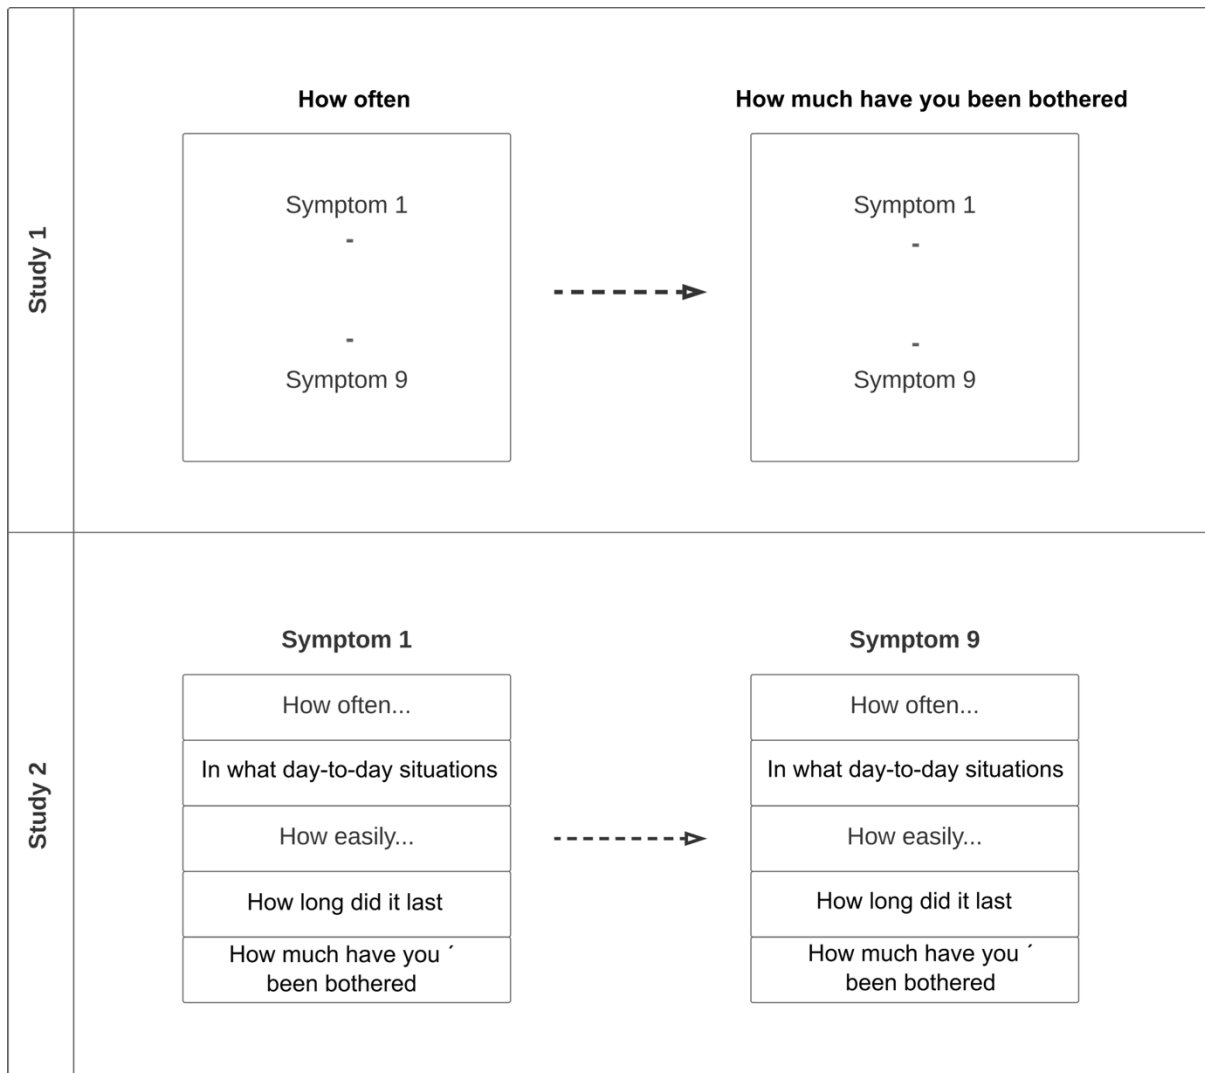 Study 1
How often
Symptom 1
-
-
Symptom 9
How much have you been bothered
Symptom 1
-
-
Symptom 9
Study 2
Symptom 1
How often...
In what day-to-day situations
How easily...
How long did it last
How much have you ´
been bothered
Symptom 9
How often...
In what day-to-day situations
How easily...
How long did it last
How much have you ´
been bothered